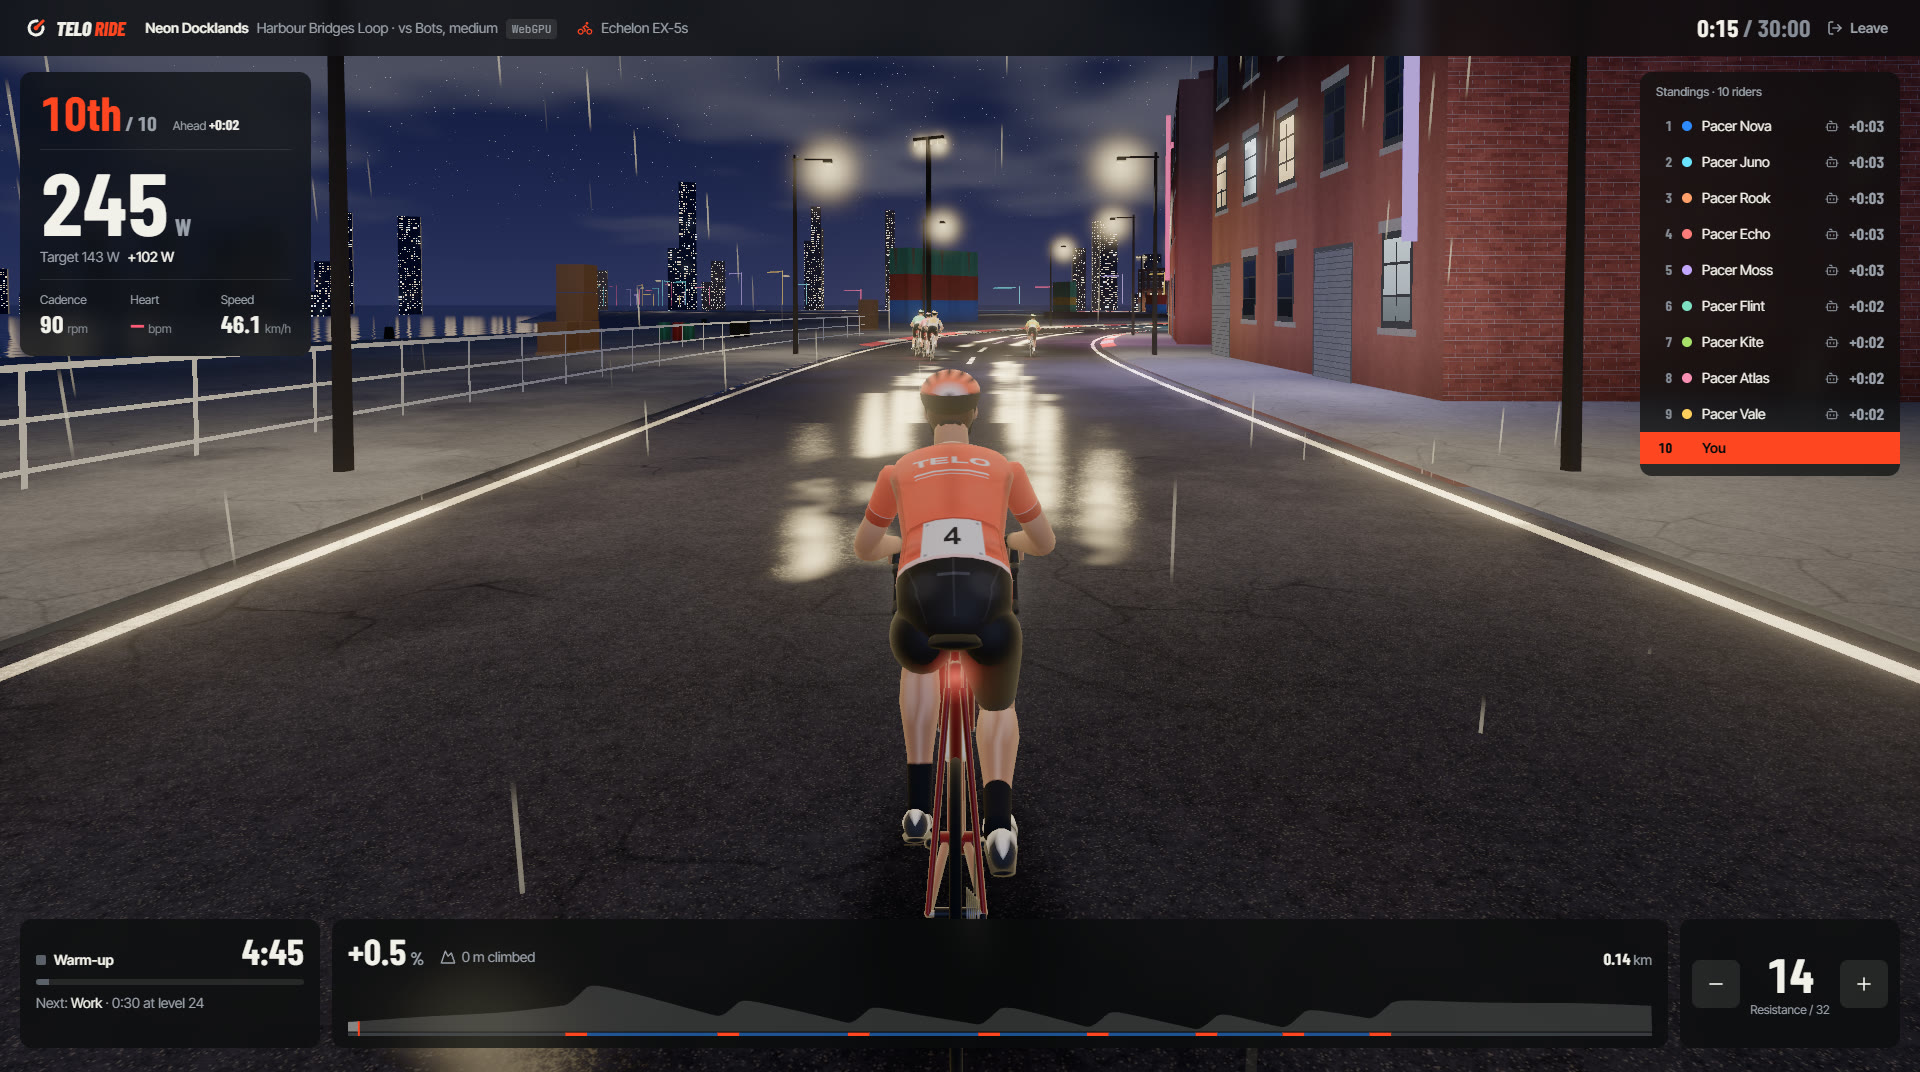 TELO RIDE
Neon Docklands Harbour Bridges Loop · vs Bots, medium WebGPU Echelon EX-5s
0:15 / 30:00 Leave
10th / 10 Ahead +0:02
245 W
Target 143 W +102 W
Cadence Heart Speed
90 rpm — bpm 46.1 km/h
Standings · 10 riders
1 Pacer Nova +0:03
2 Pacer Juno +0:03
3 Pacer Rook +0:03
4 Pacer Echo +0:03
5 Pacer Moss +0:03
6 Pacer Flint +0:02
7 Pacer Kite +0:02
8 Pacer Atlas +0:02
9 Pacer Vale +0:02
10 You
TELO
4
Warm-up 4:45
Next: Work · 0:30 at level 24
+0.5 % 0 m climbed 0.14 km
− 14 +
Resistance / 32